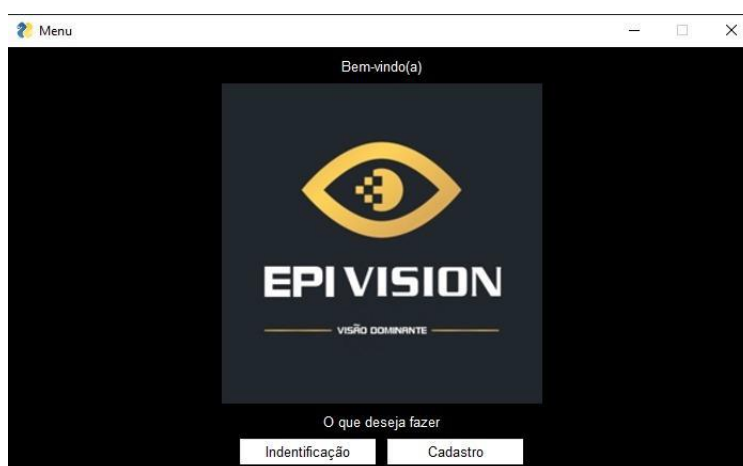 Menu
Bem-vindo(a)
EPI VISION
VISÃO DOMINANTE
O que deseja fazer
Indentificação Cadastro